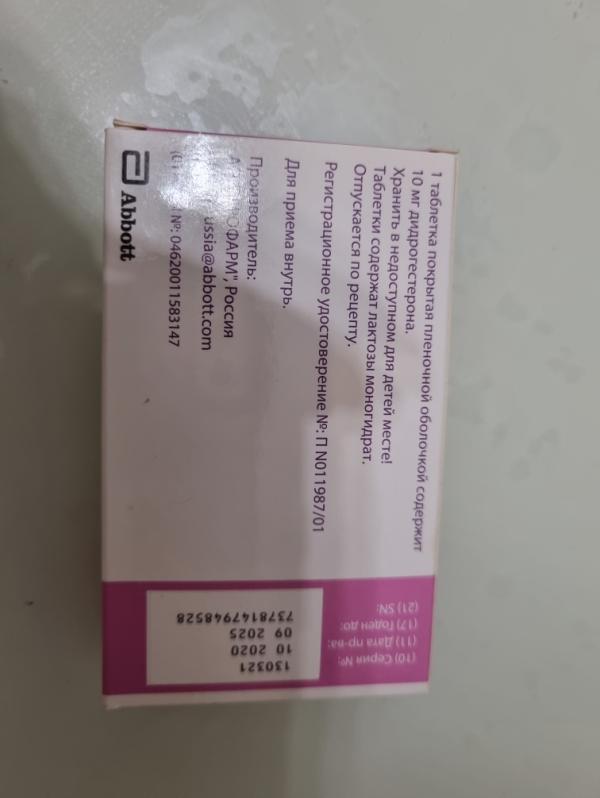 1 таблетка покрытая пленочной оболочкой содержит
10 мг дидрогестерона.
Хранить в недоступном для детей месте!
Таблетки содержат лактозы моногидрат.
Отпускается по рецепту.
Регистрационное удостоверение №: П N011987/01
Для приема внутрь.
Производитель:
Россия
ussia@abbott.com
№: 04620011583147
Abbott
(10) Серия №: 130321
(11) Дата пр-ва: 10 2020
(17) Годен до: 09 2025
(21) SN: 7378147948528